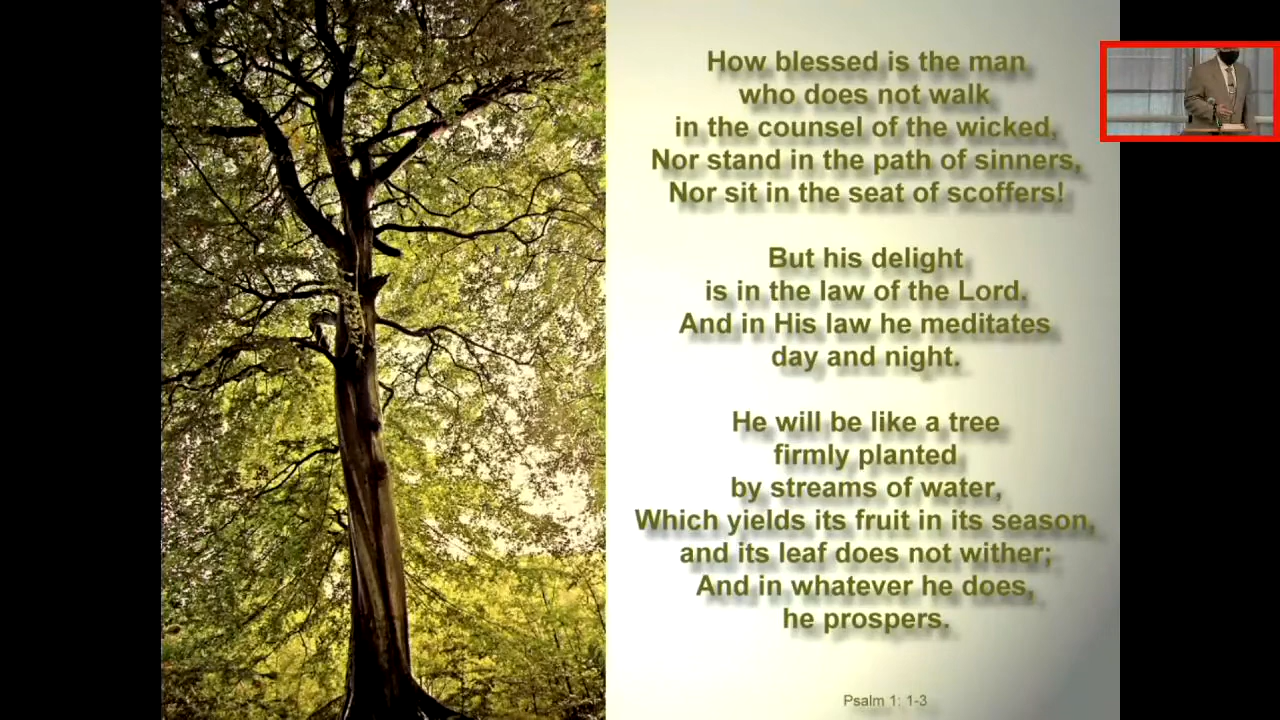 How blessed is the man
who does not walk
in the counsel of the wicked,
Nor stand in the path of sinners,
Nor sit in the seat of scoffers!
But his delight
is in the law of the Lord.
And in His law he meditates
day and night.
He will be like a tree
firmly planted
by streams of water,
Which yields its fruit in its season,
and its leaf does not wither;
And in whatever he does,
he prospers.
Psalm 1: 1-3